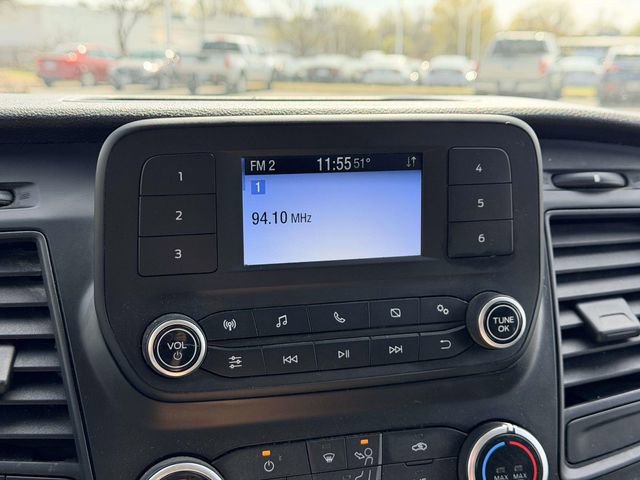 FM 2 11:55 51°
1
94.10 MHz
1
2
3
4
5
6
VOL
TUNE
OK
MAX MAX